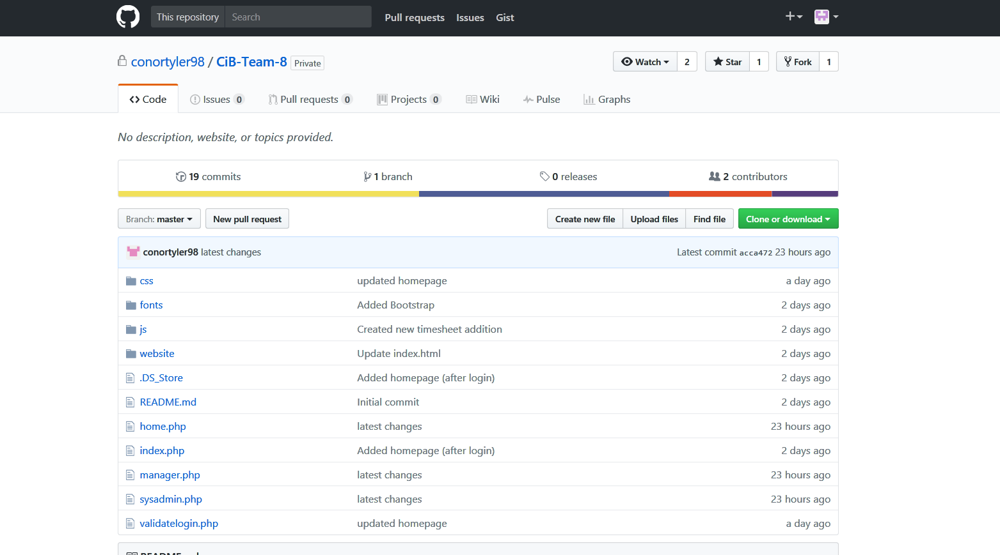 This repository Search Pull requests Issues Gist
conortyler98 / CiB-Team-8 Private Watch 2 Star 1 Fork 1
Code Issues 0 Pull requests 0 Projects 0 Wiki Pulse Graphs
No description, website, or topics provided.
19 commits 1 branch 0 releases 2 contributors
Branch: master New pull request Create new file Upload files Find file Clone or download
conortyler98 latest changes Latest commit acca472 23 hours ago
css updated homepage a day ago
fonts Added Bootstrap 2 days ago
js Created new timesheet addition 2 days ago
website Update index.html 2 days ago
.DS_Store Added homepage (after login) 2 days ago
README.md Initial commit 2 days ago
home.php latest changes 23 hours ago
index.php Added homepage (after login) 2 days ago
manager.php latest changes 23 hours ago
sysadmin.php latest changes 23 hours ago
validatelogin.php updated homepage a day ago